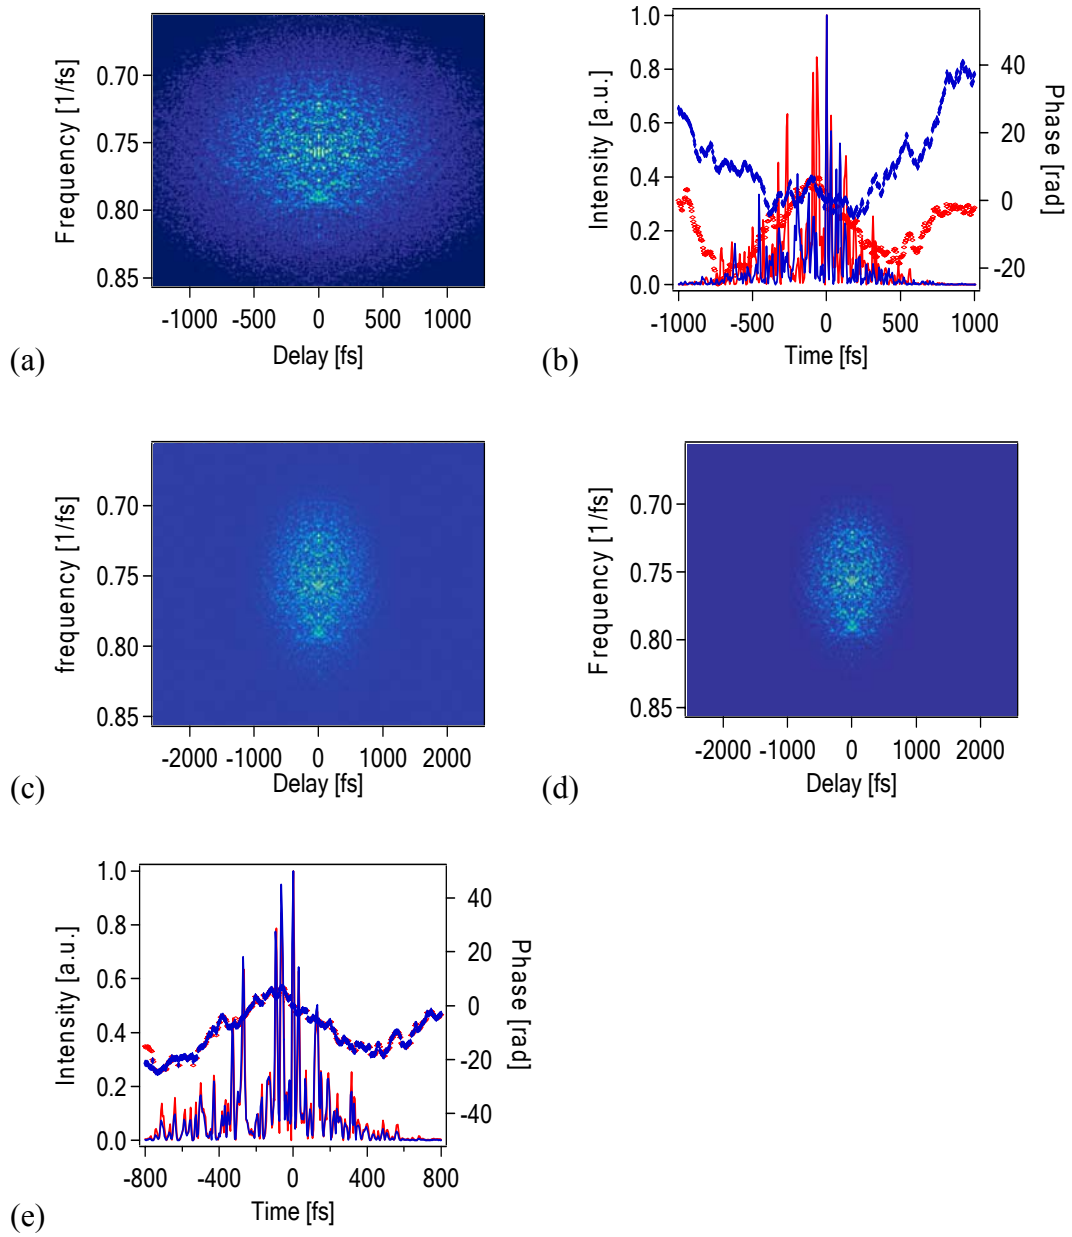 Frequency [1/fs]
0.70
0.75
0.80
0.85
-1000 -500 0 500 1000
Delay [fs]
(a)
Intensity [a.u.]
1.0
0.8
0.6
0.4
0.2
0.0
40
20
0
-20
Phase [rad]
-1000 -500 0 500 1000
Time [fs]
(b)
frequency [1/fs]
0.70
0.75
0.80
0.85
-2000 -1000 0 1000 2000
Delay [fs]
(c)
Frequency [1/fs]
0.70
0.75
0.80
0.85
-2000 -1000 0 1000 2000
Delay [fs]
(d)
Intensity [a.u.]
1.0
0.8
0.6
0.4
0.2
0.0
40
20
0
-20
-40
Phase [rad]
-800 -400 0 400 800
Time [fs]
(e)